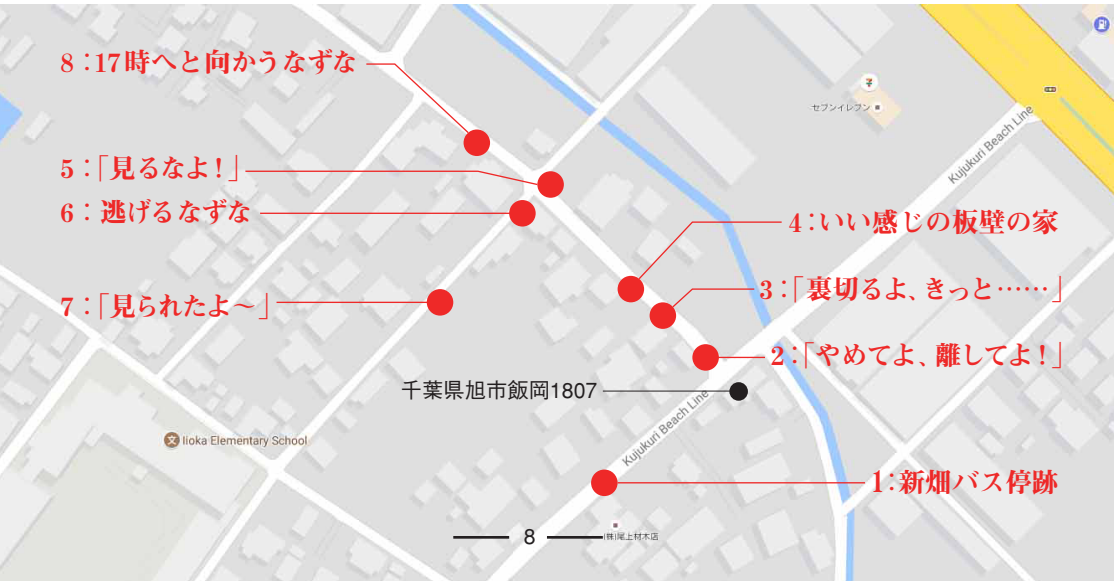 8：17時へと向かうなずな
セブンイレブン
Kujukuri Beach Line
5：「見るなよ！」
6：逃げるなずな
4：いい感じの板壁の家
7：「見られたよ～」
3：「裏切るよ、きっと……」
2：「やめてよ、離してよ！」
千葉県旭市飯岡1807
Kujukuri Beach Line
文 Iioka Elementary School
1：新畑バス停跡
8
(株)尾上材木店